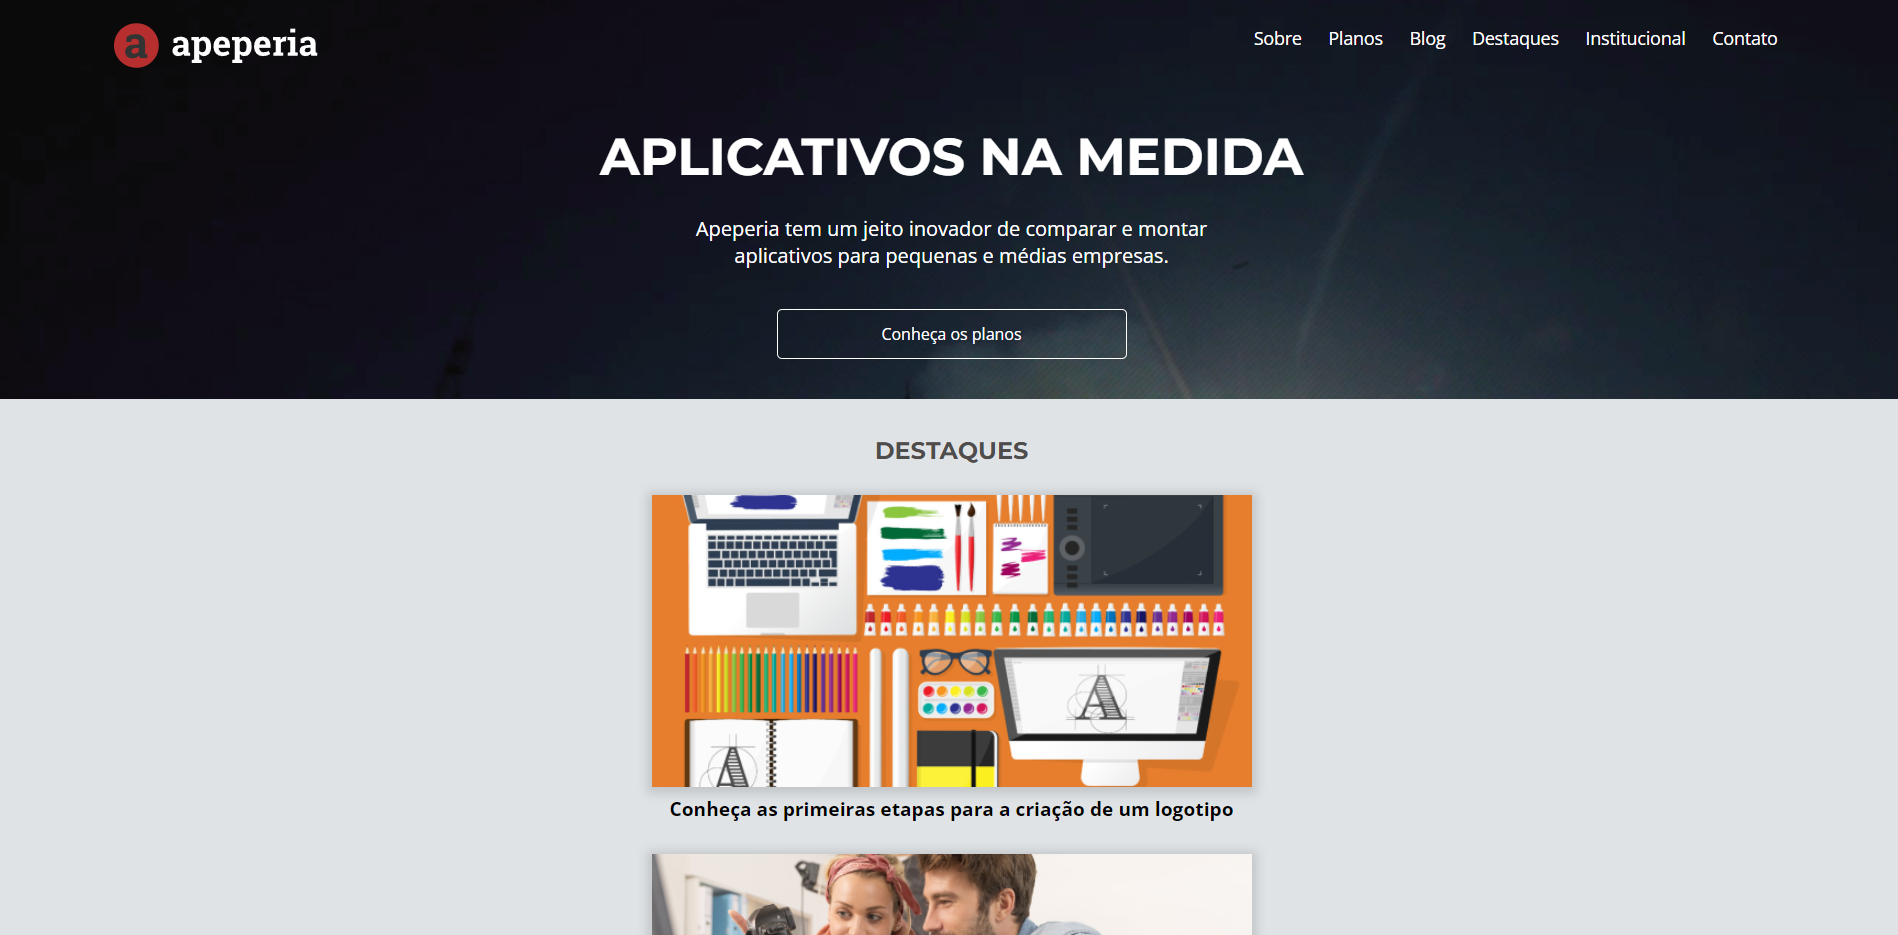 a apeperia
Sobre Planos Blog Destaques Institucional Contato
APLICATIVOS NA MEDIDA
Apeperia tem um jeito inovador de comparar e montar
aplicativos para pequenas e médias empresas.
Conheça os planos
DESTAQUES
A
A
Conheça as primeiras etapas para a criação de um logotipo